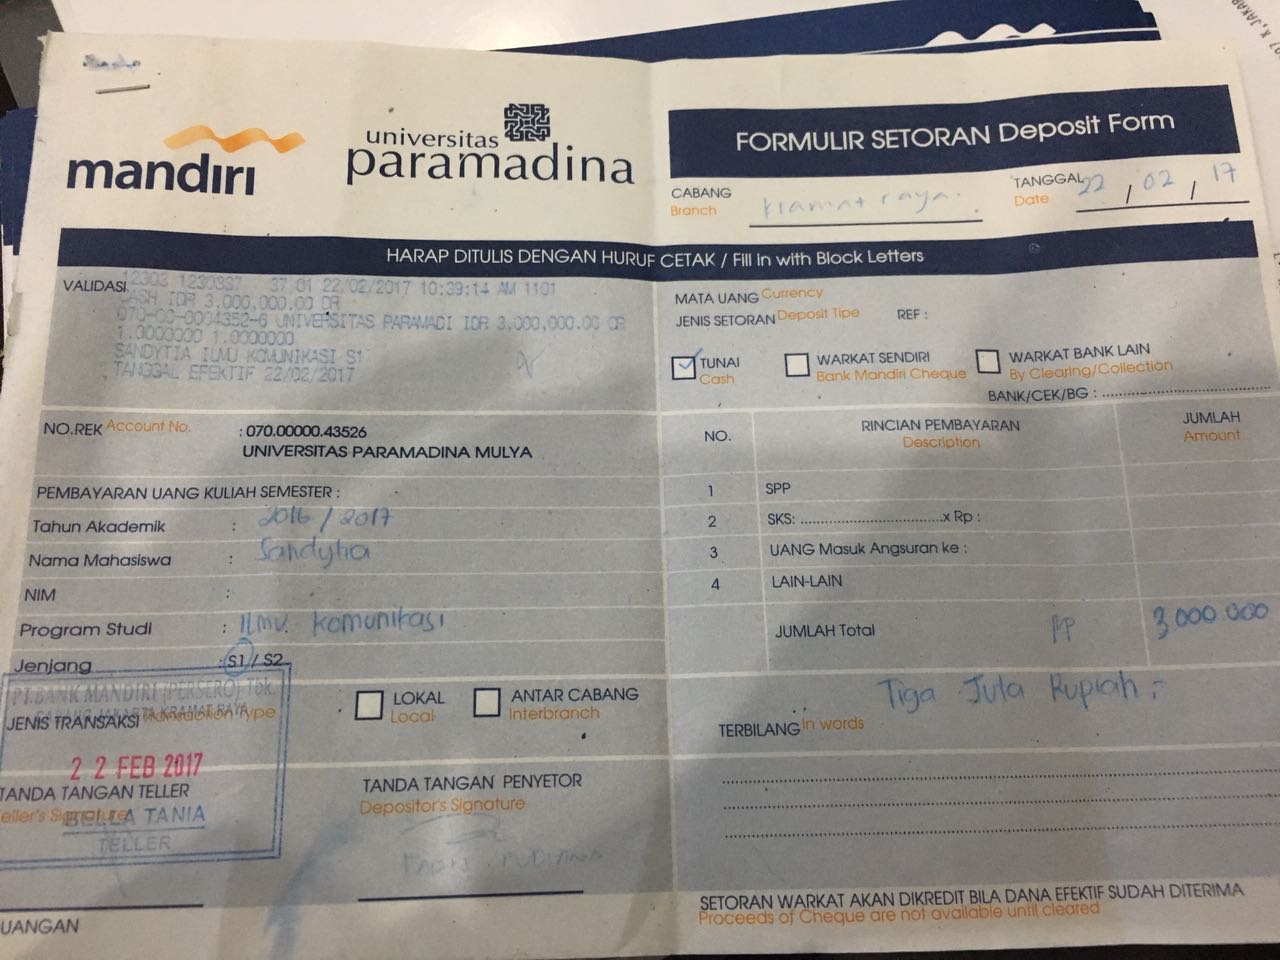 mandiri
universitas
paramadina
FORMULIR SETORAN Deposit Form
CABANG
Branch
Kramat raya.
TANGGAL
Date
22 / 02 / 17
HARAP DITULIS DENGAN HURUF CETAK / Fill In with Block Letters
VALIDASI
12303 1230337 37 01 22/02/2017 10:39:14 AM 1101
CASH IDR 3,000,000.00 DR
070-00-0004352-6 UNIVERSITAS PARAMADI IDR 3,000,000.00 CR
1.0000000 1.0000000
SANDYTIA ILMU KOMUNIKASI S1
TANGGAL EFEKTIF 22/02/2017
MATA UANG Currency
JENIS SETORAN Deposit Tipe REF :
TUNAI
Cash
WARKAT SENDIRI
Bank Mandiri Cheque
WARKAT BANK LAIN
By Clearing/Collection
BANK/CEK/BG :
NO.REK Account No. : 070.00000.43526
UNIVERSITAS PARAMADINA MULYA
PEMBAYARAN UANG KULIAH SEMESTER :
Tahun Akademik : 2016 / 2017
Nama Mahasiswa : Sandytia
NIM :
Program Studi : Ilmu Komunikasi
Jenjang : S1 / S2
NO. RINCIAN PEMBAYARAN JUMLAH
Description Amount
1 SPP
2 SKS: ........................................x Rp :
3 UANG Masuk Angsuran ke :
4 LAIN-LAIN
JUMLAH Total Rp 3.000.000
PT.BANK MANDIRI (PERSERO) Tbk.
CABANG JAKARTA KRAMAT RAYA
JENIS TRANSAKSI Transaction Type
LOKAL
Local
ANTAR CABANG
Interbranch
Tiga Juta Rupiah
TERBILANG In words
22 FEB 2017
TANDA TANGAN TELLER
Teller's Signature
BELLA TANIA
TELLER
TANDA TANGAN PENYETOR
Depositor's Signature
UANGAN
SETORAN WARKAT AKAN DIKREDIT BILA DANA EFEKTIF SUDAH DITERIMA
Proceeds of Cheque are not available until cleared